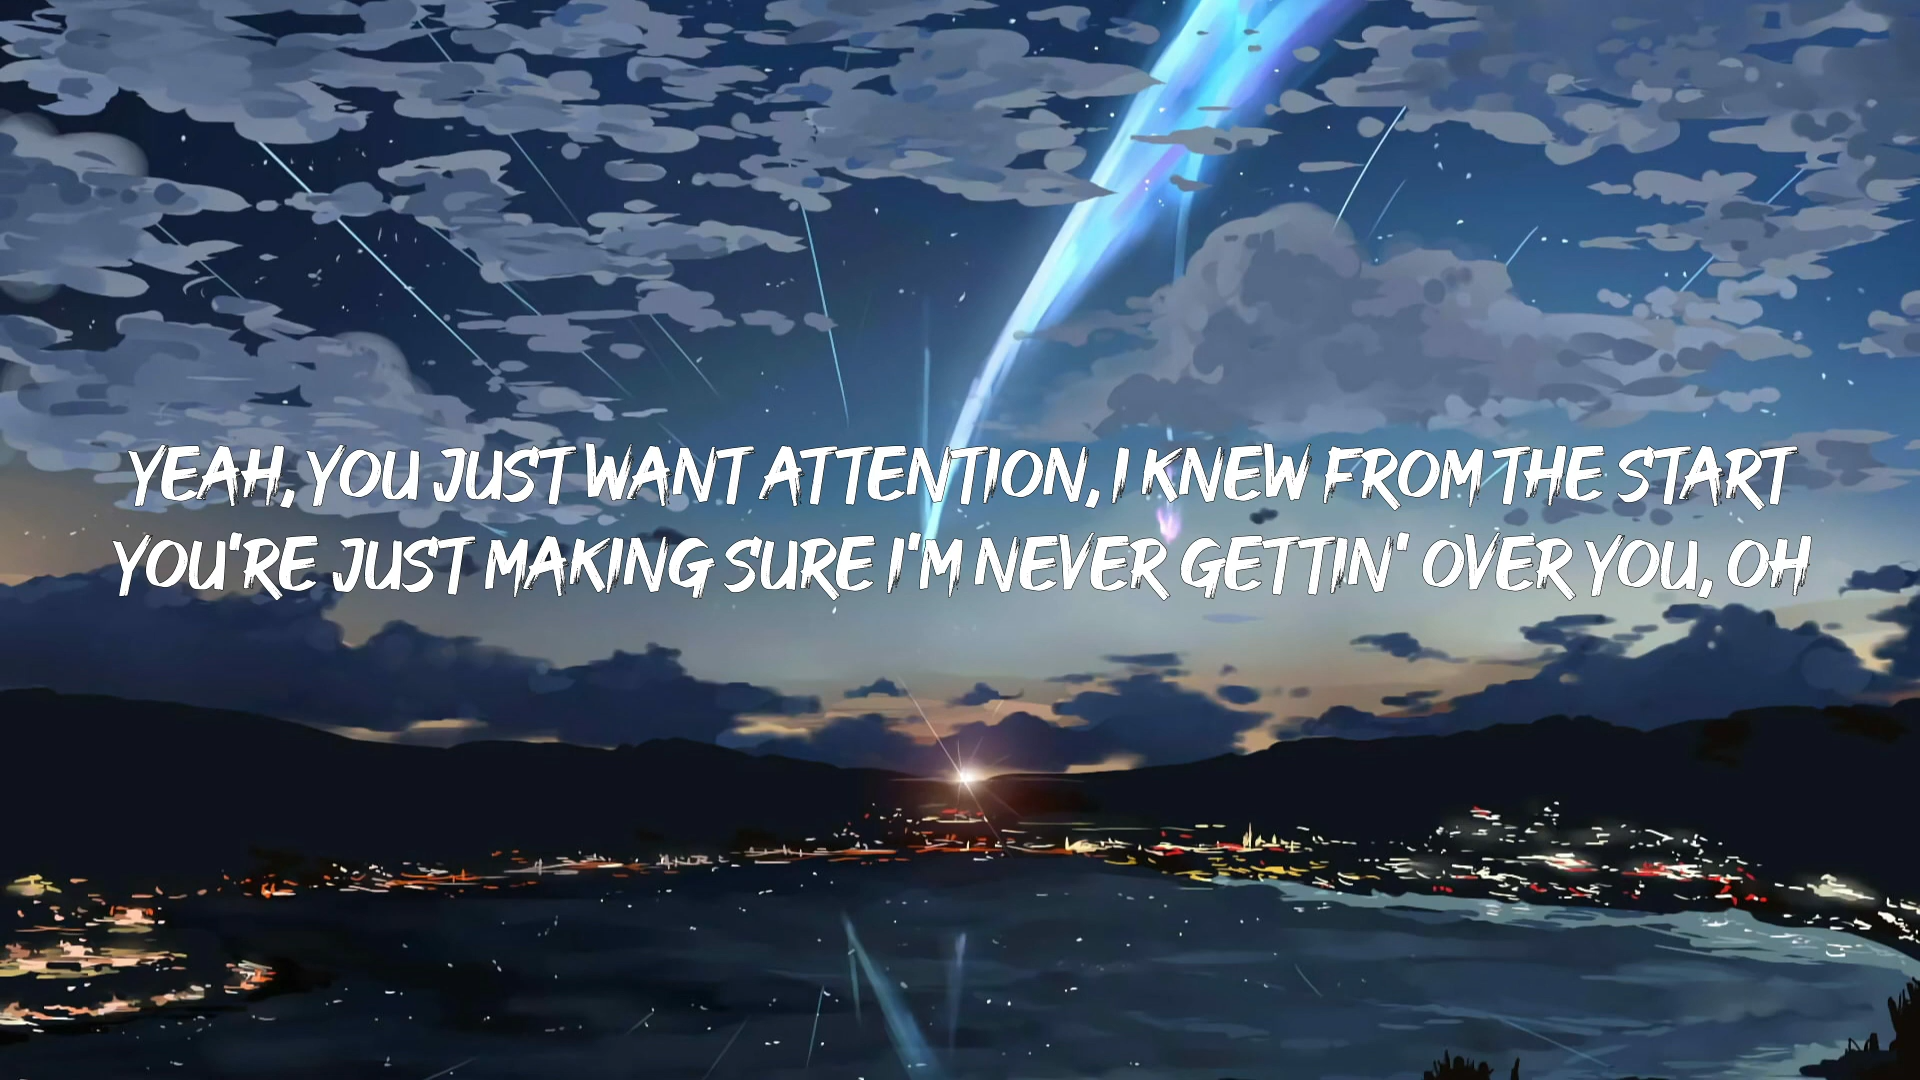 YEAH, YOU JUST WANT ATTENTION, I KNEW FROM THE START
YOU'RE JUST MAKING SURE I'M NEVER GETTIN' OVER YOU, OH